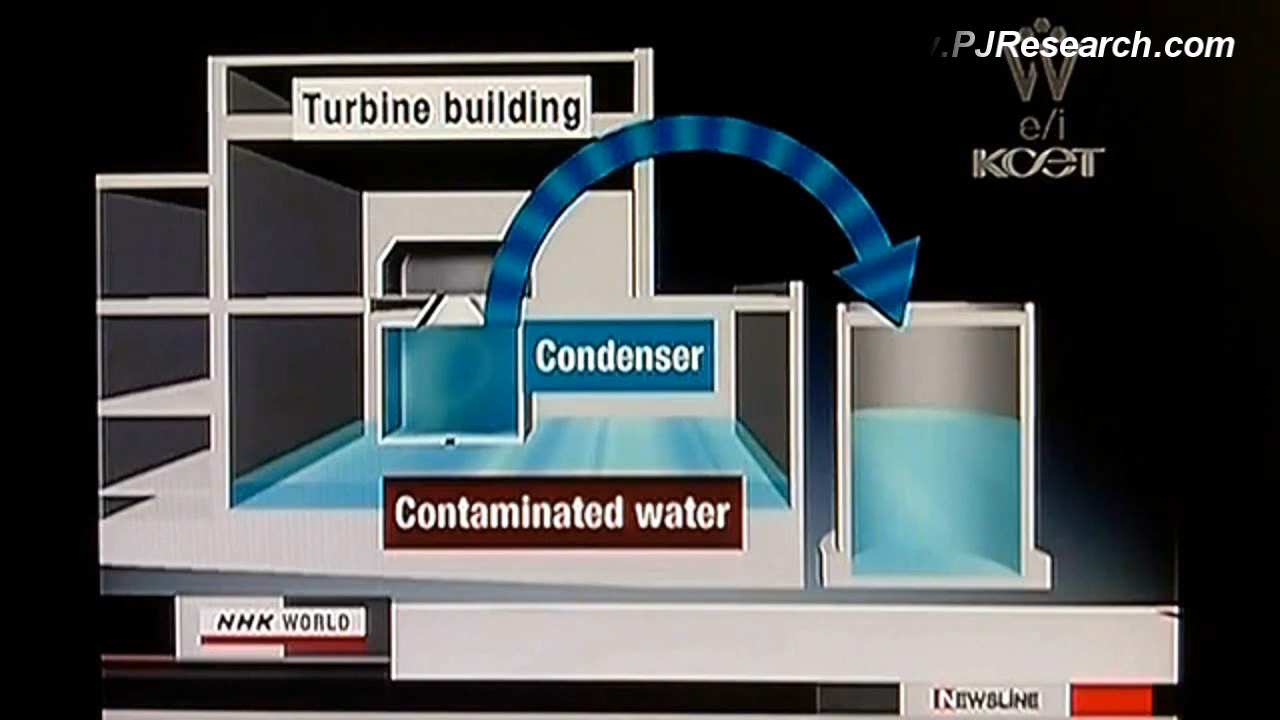 .PJResearch.com
W
e/i
KCET
Turbine building
Condenser
Contaminated water
NHK WORLD
NEWSLINE